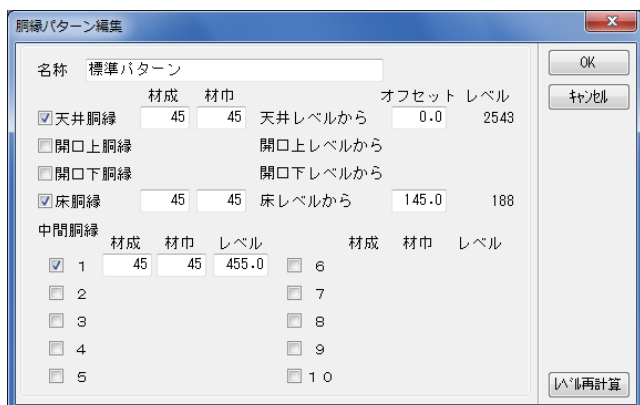 胴縁パターン編集
名称 標準パターン
材成 材巾 オフセット レベル
天井胴縁 45 45 天井レベルから 0.0 2543
開口上胴縁 開口上レベルから
開口下胴縁 開口下レベルから
床胴縁 45 45 床レベルから 145.0 188
中間胴縁
材成 材巾 レベル 材成 材巾 レベル
1 45 45 455.0 6
2 7
3 8
4 9
5 10
OK
ｷｬﾝｾﾙ
ﾚﾍﾞﾙ再計算